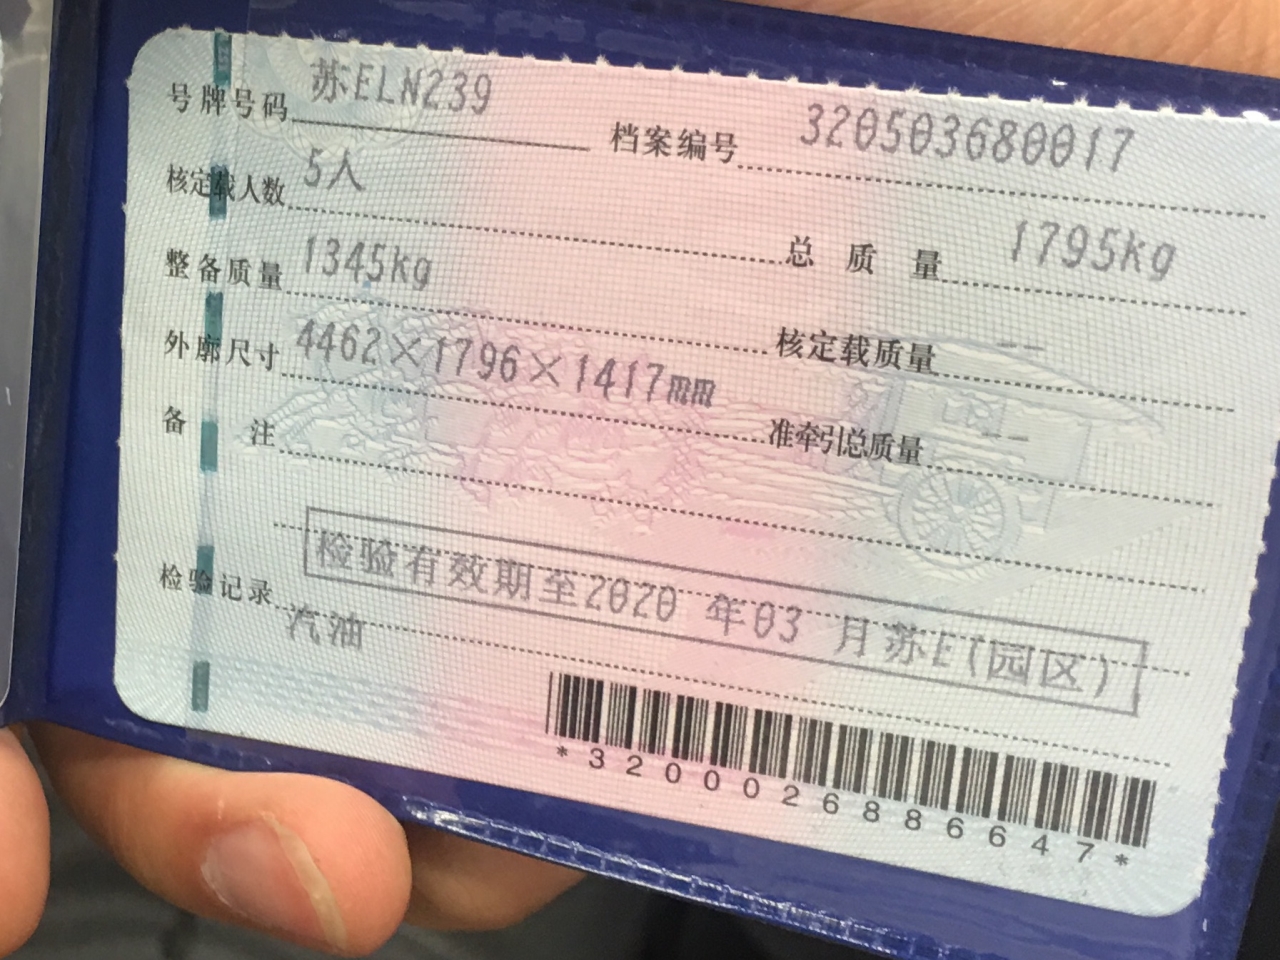 号牌号码 苏ELN239 档案编号 320503680017
核定载人数 5人 总质量 1795kg
整备质量 1345kg 核定载质量 --
外廓尺寸 4462×1796×1417mm 准牵引总质量 --
备注
检验记录 检验有效期至2020 年03 月苏E(园区)
汽油
*3200026886647*